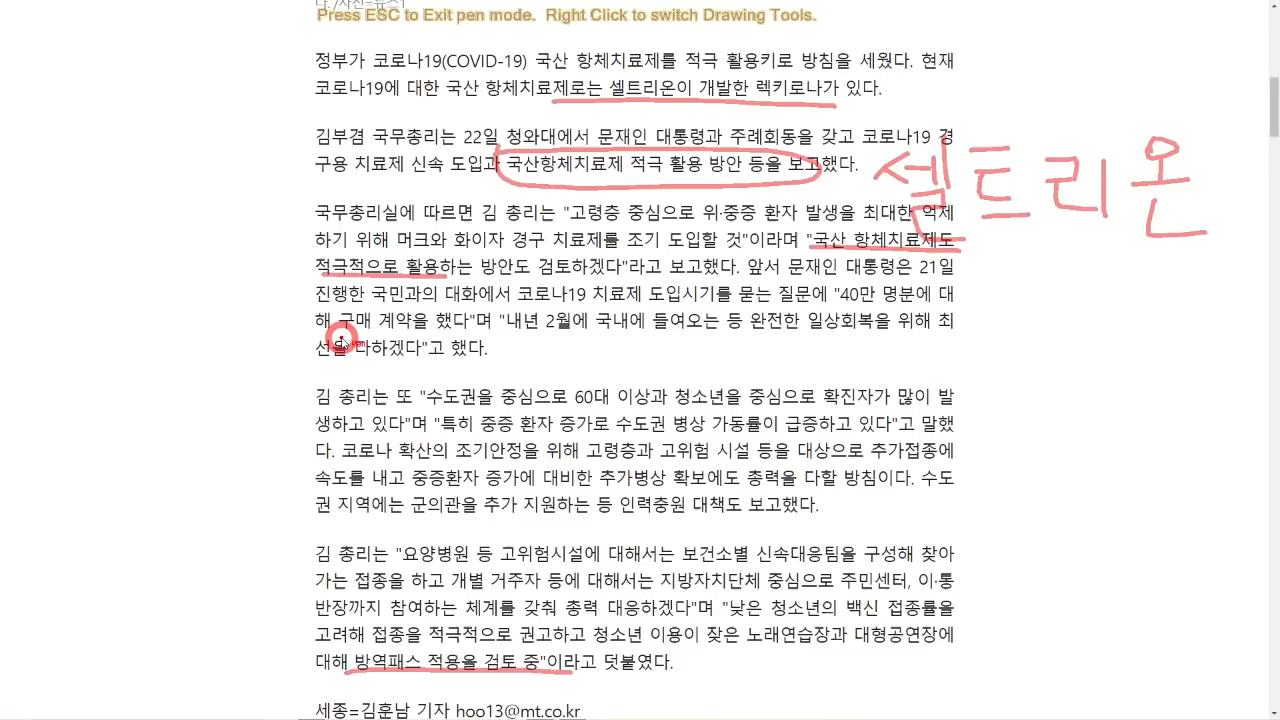 다. /사진=뉴스1
Press ESC to Exit pen mode.  Right Click to switch Drawing Tools.
정부가 코로나19(COVID-19) 국산 항체치료제를 적극 활용키로 방침을 세웠다. 현재
코로나19에 대한 국산 항체치료제로는 셀트리온이 개발한 렉키로나가 있다.
김부겸 국무총리는 22일 청와대에서 문재인 대통령과 주례회동을 갖고 코로나19 경
구용 치료제 신속 도입과 국산항체치료제 적극 활용 방안 등을 보고했다.
셀트리온
국무총리실에 따르면 김 총리는 "고령층 중심으로 위·중증 환자 발생을 최대한 억제
하기 위해 머크와 화이자 경구 치료제를 조기 도입할 것"이라며 "국산 항체치료제도
적극적으로 활용하는 방안도 검토하겠다"라고 보고했다. 앞서 문재인 대통령은 21일
진행한 국민과의 대화에서 코로나19 치료제 도입시기를 묻는 질문에 "40만 명분에 대
해 구매 계약을 했다"며 "내년 2월에 국내에 들여오는 등 완전한 일상회복을 위해 최
선을 다하겠다"고 했다.
김 총리는 또 "수도권을 중심으로 60대 이상과 청소년을 중심으로 확진자가 많이 발
생하고 있다"며 "특히 중증 환자 증가로 수도권 병상 가동률이 급증하고 있다"고 말했
다. 코로나 확산의 조기안정을 위해 고령층과 고위험 시설 등을 대상으로 추가접종에
속도를 내고 중증환자 증가에 대비한 추가병상 확보에도 총력을 다할 방침이다. 수도
권 지역에는 군의관을 추가 지원하는 등 인력충원 대책도 보고했다.
김 총리는 "요양병원 등 고위험시설에 대해서는 보건소별 신속대응팀을 구성해 찾아
가는 접종을 하고 개별 거주자 등에 대해서는 지방자치단체 중심으로 주민센터, 이·통
반장까지 참여하는 체계를 갖춰 총력 대응하겠다"며 "낮은 청소년의 백신 접종률을
고려해 접종을 적극적으로 권고하고 청소년 이용이 잦은 노래연습장과 대형공연장에
대해 방역패스 적용을 검토 중"이라고 덧붙였다.
세종=김훈남 기자 hoo13@mt.co.kr